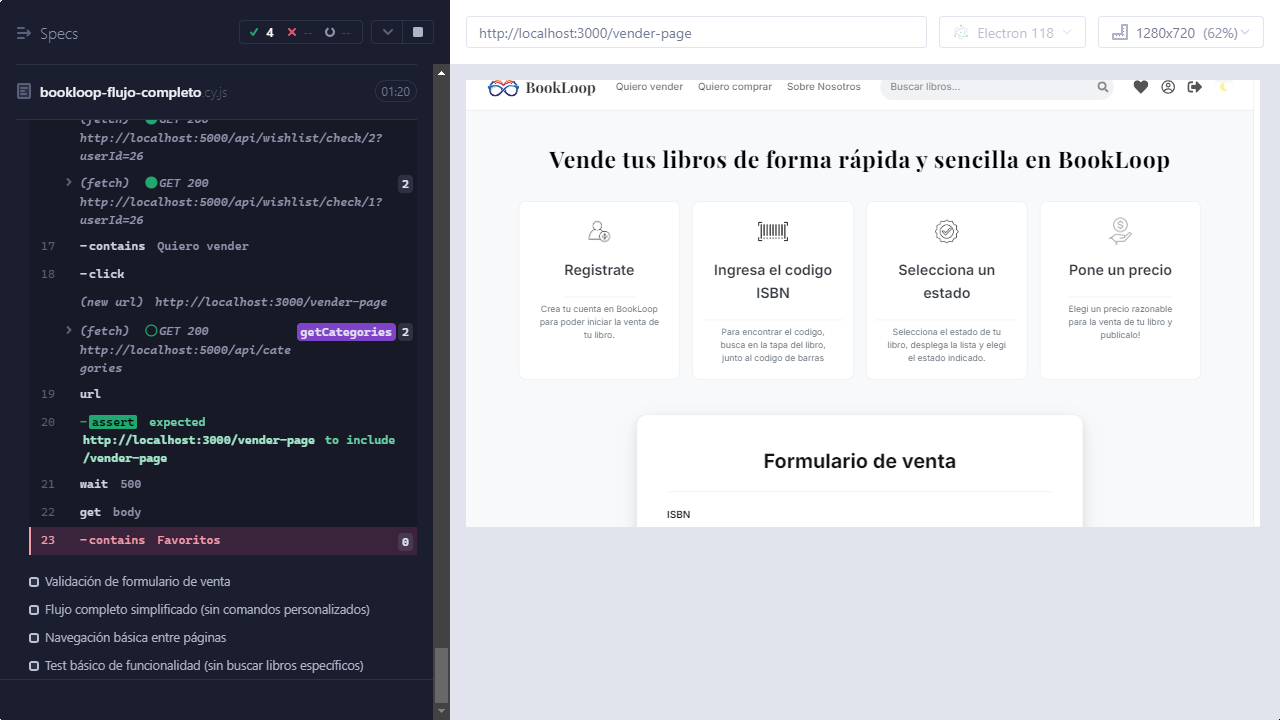 Specs
4
--
--
bookloop-flujo-completo.cy.js
01:20
(fetch) GET 200
http://localhost:5000/api/wishlist/check/2?
userId=26
(fetch) GET 200
2
http://localhost:5000/api/wishlist/check/1?
userId=26
17 -contains Quiero vender
18 -click
(new url) http://localhost:3000/vender-page
(fetch) GET 200 getCategories 2
http://localhost:5000/api/cate
gories
19 url
20 -assert expected
http://localhost:3000/vender-page to include
/vender-page
21 wait 500
22 get body
23 -contains Favoritos 0
Validación de formulario de venta
Flujo completo simplificado (sin comandos personalizados)
Navegación básica entre páginas
Test básico de funcionalidad (sin buscar libros específicos)
http://localhost:3000/vender-page
Electron 118
1280x720 (62%)
BookLoop
Quiero vender
Quiero comprar
Sobre Nosotros
Buscar libros...
Vende tus libros de forma rápida y sencilla en BookLoop
Registrate
Crea tu cuenta en BookLoop
para poder iniciar la venta de
tu libro.
Ingresa el codigo
ISBN
Para encontrar el codigo,
busca en la tapa del libro,
junto al codigo de barras
Selecciona un
estado
Selecciona el estado de tu
libro, desplega la lista y elegi
el estado indicado.
Pone un precio
Elegi un precio razonable
para la venta de tu libro y
publicalo!
Formulario de venta
ISBN